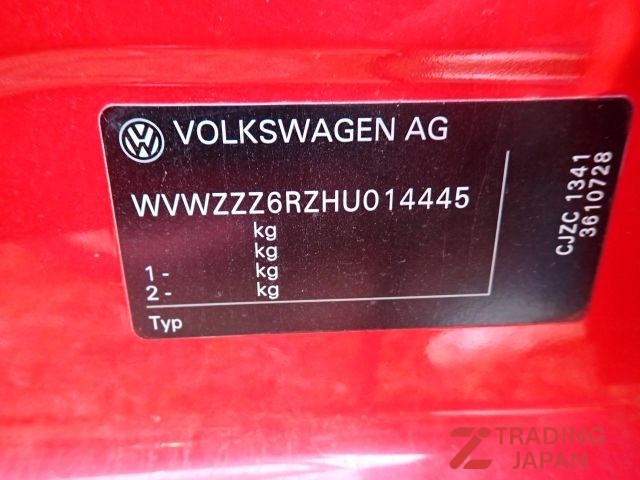 VOLKSWAGEN AG
WVWZZZ6RZHU014445
kg
kg
1 - kg
2 - kg
Typ
CJZC 1341
3610728
TRADING
JAPAN